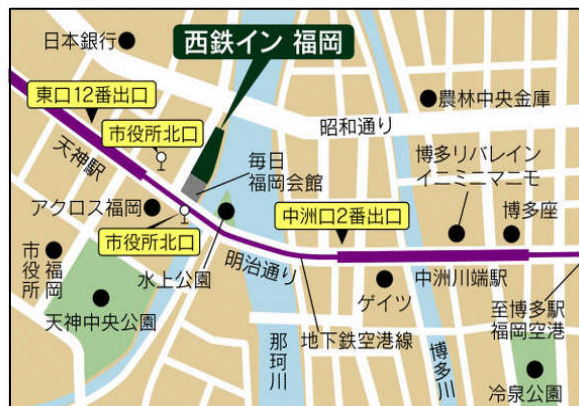 日本銀行
西鉄イン 福岡
東口12番出口
市役所北口
天神駅
昭和通り
農林中央金庫
毎日
福岡会館
博多リバレイン
イニミニマニモ
博多座
アクロス福岡
市役所北口
中洲口2番出口
福岡
市役所
水上公園
明治通り
中洲川端駅
ゲイツ
天神中央公園
那珂川
地下鉄空港線
博多川
至博多駅
福岡空港
冷泉公園